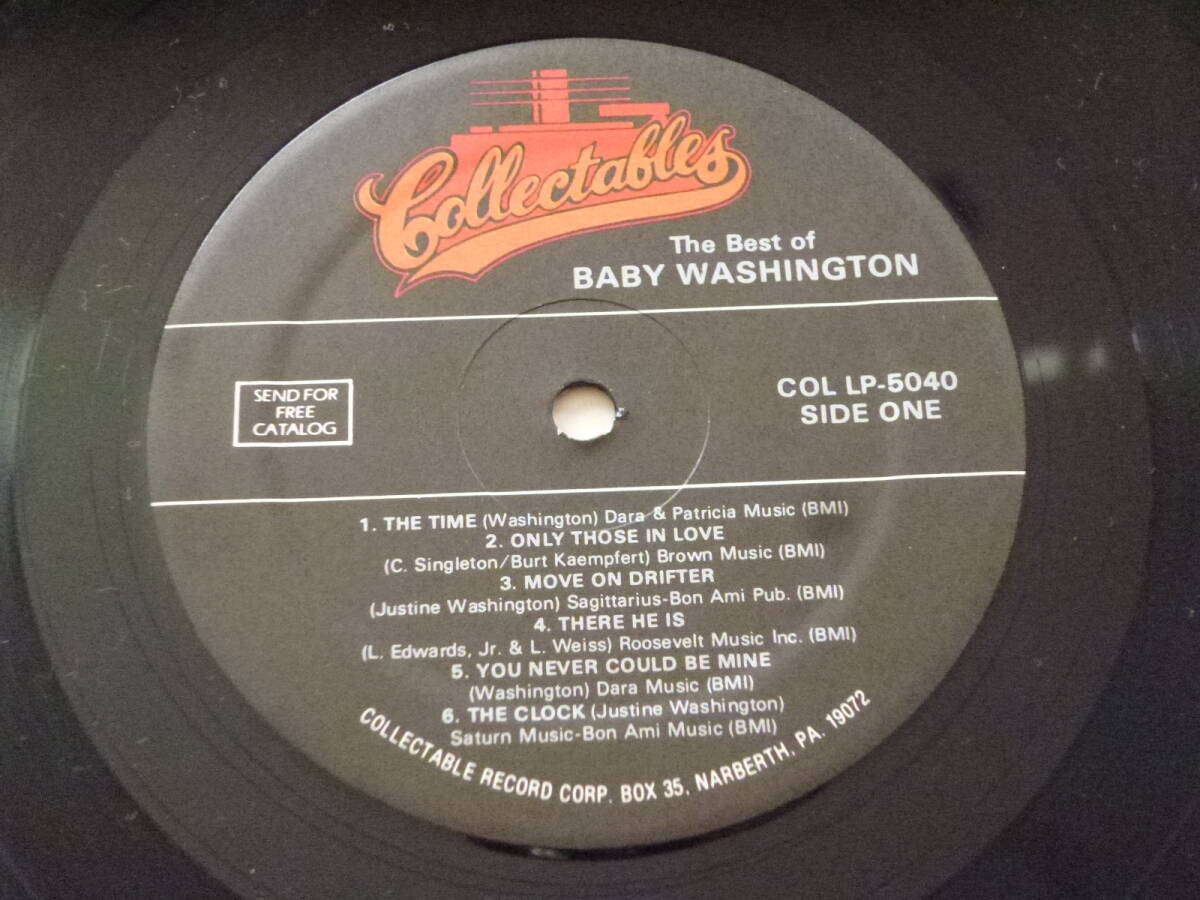 Collectables
The Best of
BABY WASHINGTON
SEND FOR
FREE
CATALOG
COL LP-5040
SIDE ONE
1. THE TIME (Washington) Dara & Patricia Music (BMI)
2. ONLY THOSE IN LOVE
(C. Singleton/Burt Kaempfert) Brown Music (BMI)
3. MOVE ON DRIFTER
(Justine Washington) Sagittarius-Bon Ami Pub. (BMI)
4. THERE HE IS
(L. Edwards, Jr. & L. Weiss) Roosevelt Music Inc. (BMI)
5. YOU NEVER COULD BE MINE
(Washington) Dara Music (BMI)
6. THE CLOCK (Justine Washington)
Saturn Music-Bon Ami Music (BMI)
COLLECTABLE RECORD CORP. BOX 35, NARBERTH, PA. 19072